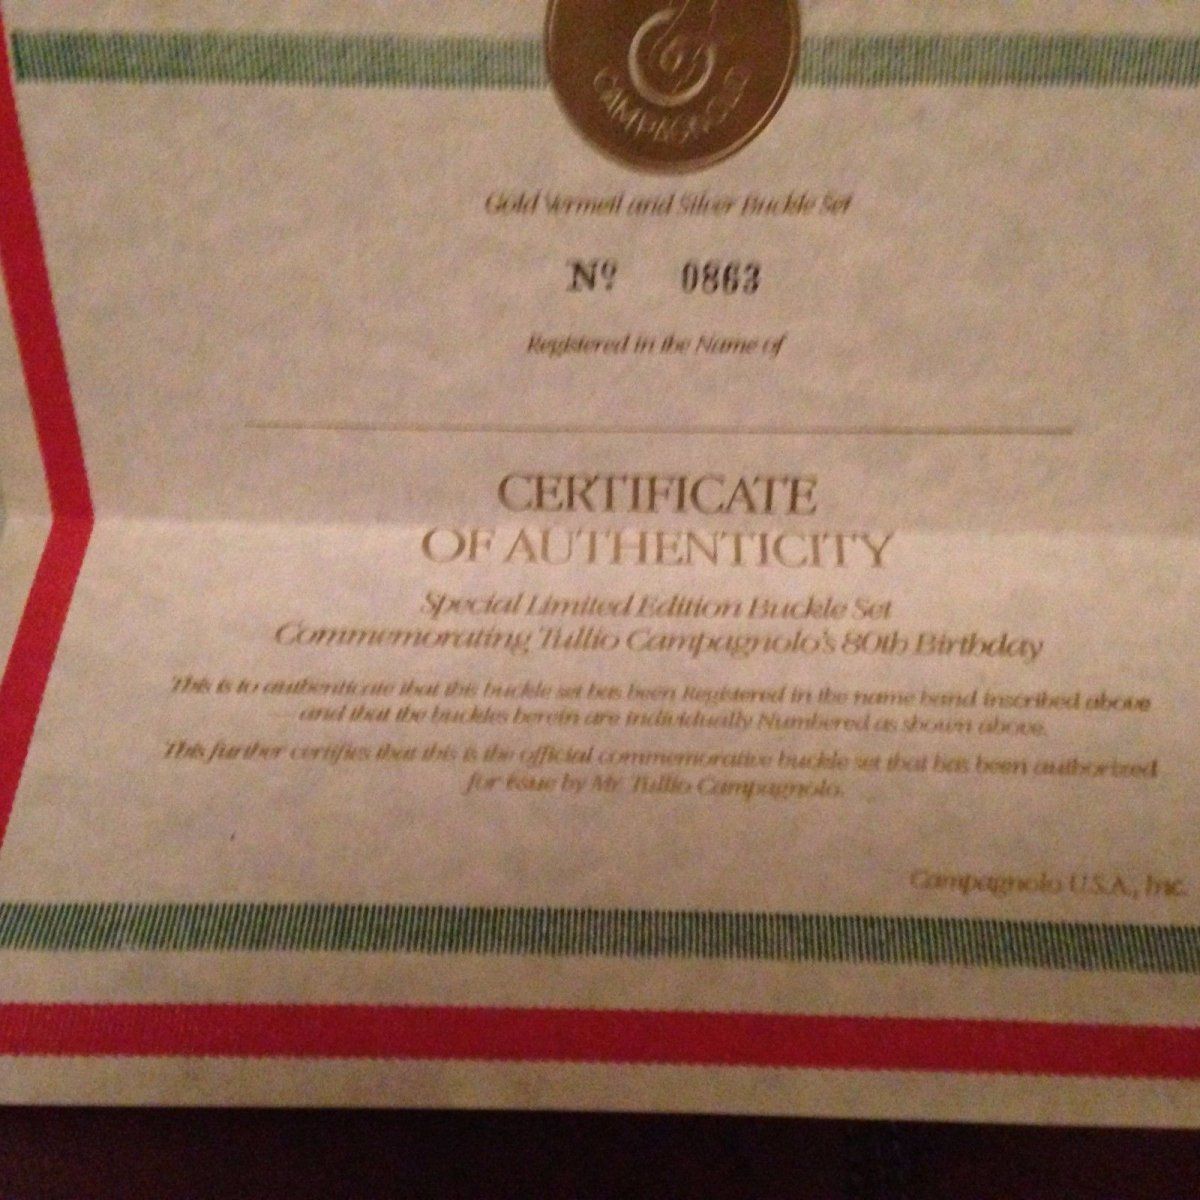 CAMPAGNOLO
Gold Vermeil and Silver Buckle Set
Nº 0863
Registered in the Name of
CERTIFICATE
OF AUTHENTICITY
Special Limited Edition Buckle Set
Commemorating Tullio Campagnolo's 80th Birthday
This is to authenticate that this buckle set has been Registered in the name hand inscribed above
and that the buckles herein are individually Numbered as shown above.
This further certifies that this is the official commemorative buckle set that has been authorized
for issue by Mr. Tullio Campagnolo.
Campagnolo U.S.A., Inc.